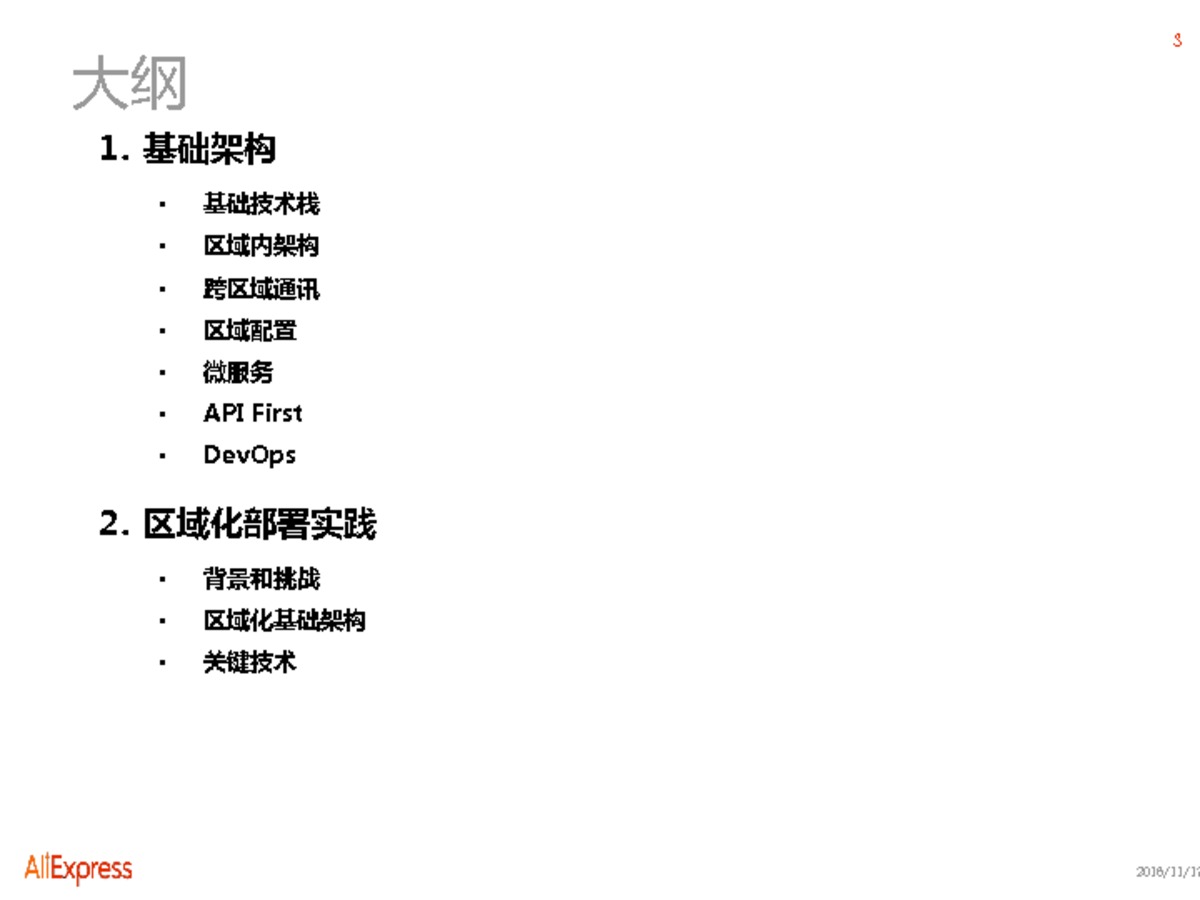 3
大纲
1. 基础架构
▪ 基础技术栈
▪ 区域内架构
▪ 跨区域通讯
▪ 区域配置
▪ 微服务
▪ API First
▪ DevOps
2. 区域化部署实践
▪ 背景和挑战
▪ 区域化基础架构
▪ 关键技术
AliExpress
2016/11/1